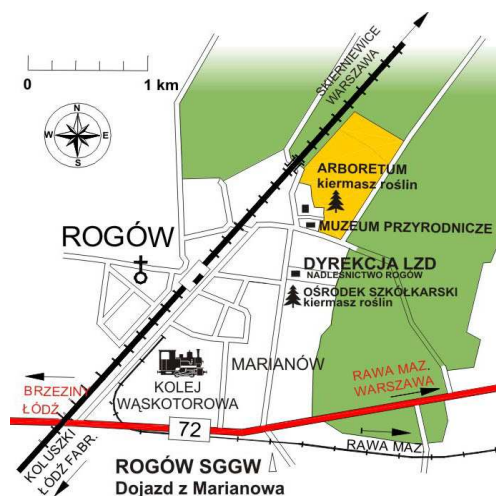 0 1 km
N
W E
S
SKIERNIEWICE
WARSZAWA
ARBORETUM
kiermasz roślin
MUZEUM PRZYRODNICZE
ROGÓW
DYREKCJA LZD
NADLEŚNICTWO ROGÓW
OŚRODEK SZKÓŁKARSKI
kiermasz roślin
MARIANÓW
KOLEJ
WĄSKOTOROWA
BRZEZINY
ŁÓDŹ
RAWA MAZ.
WARSZAWA
72
KOLUSZKI
ŁÓDŹ FABR.
RAWA MAZ.
ROGÓW SGGW
Dojazd z Marianowa